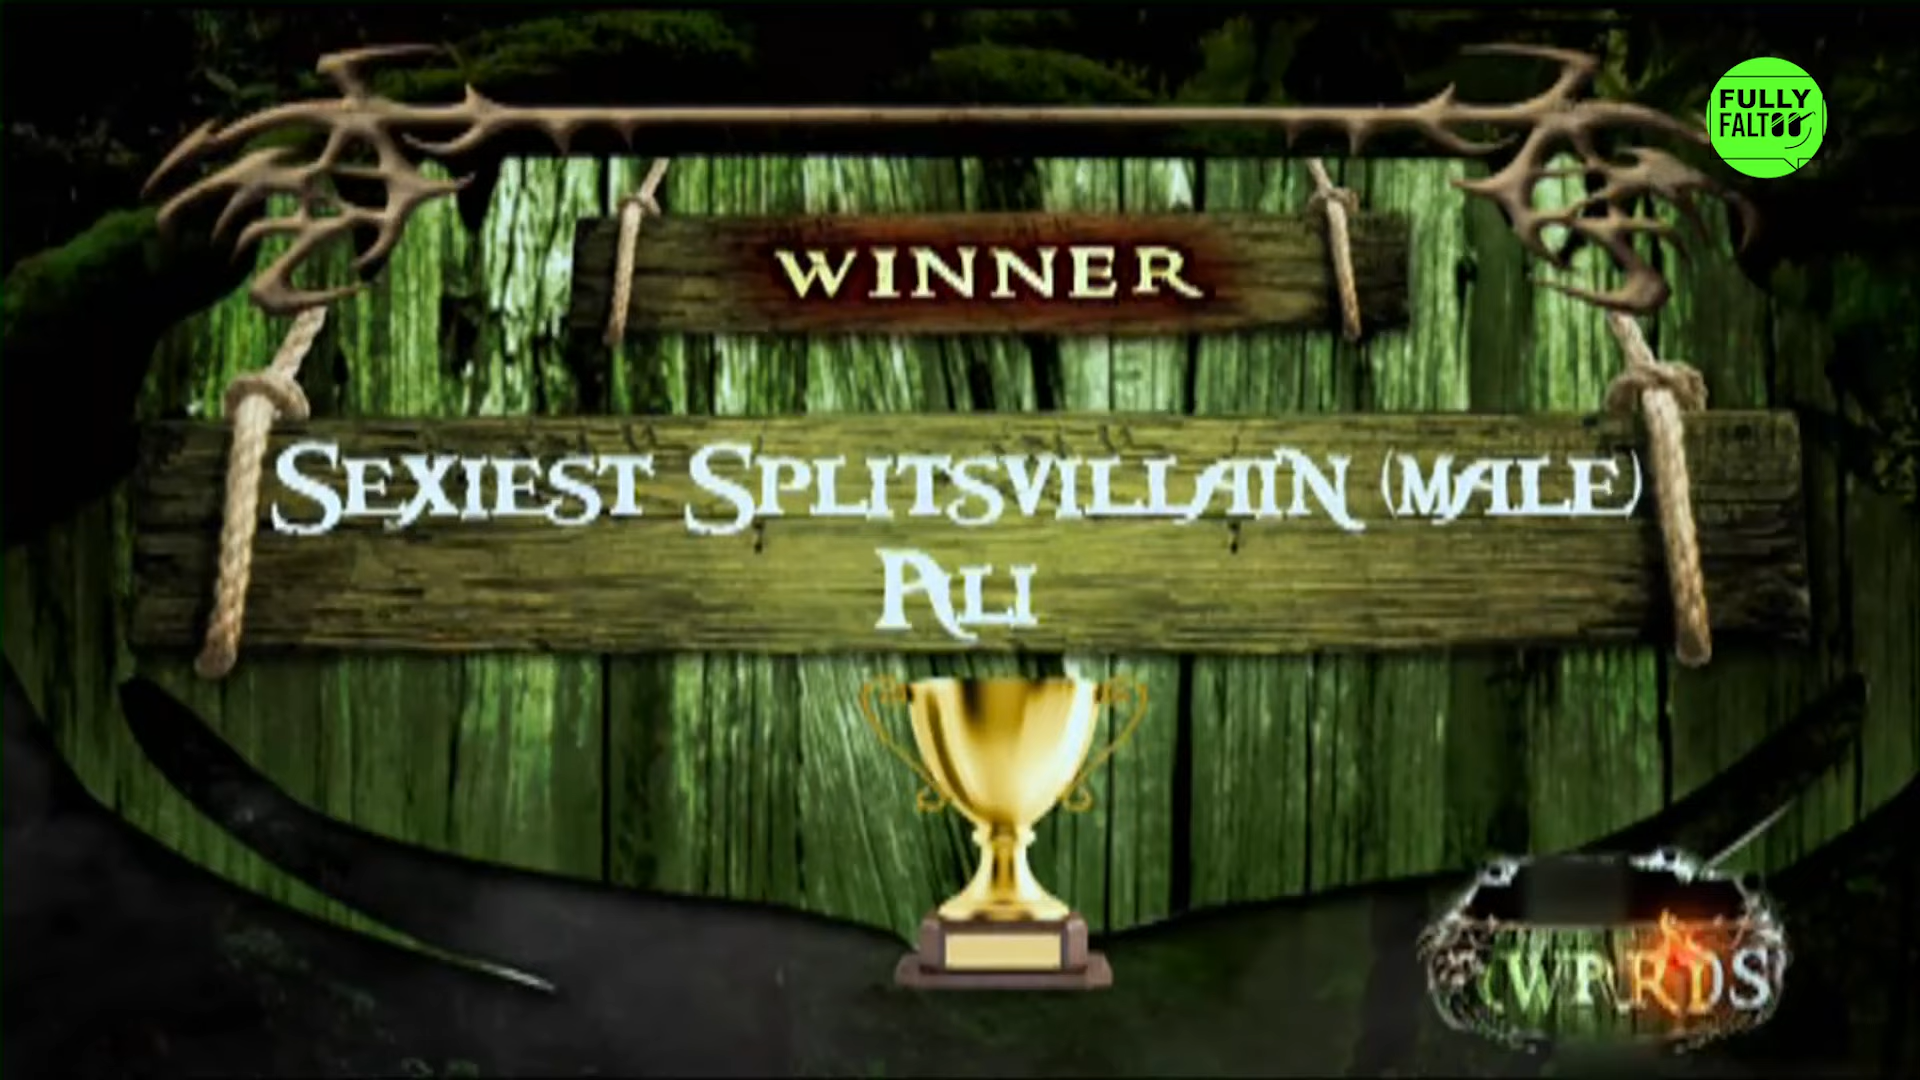 FULLY
FALTOO
WINNER
SEXIEST SPLITSVILLAIN (MALE)
ALI